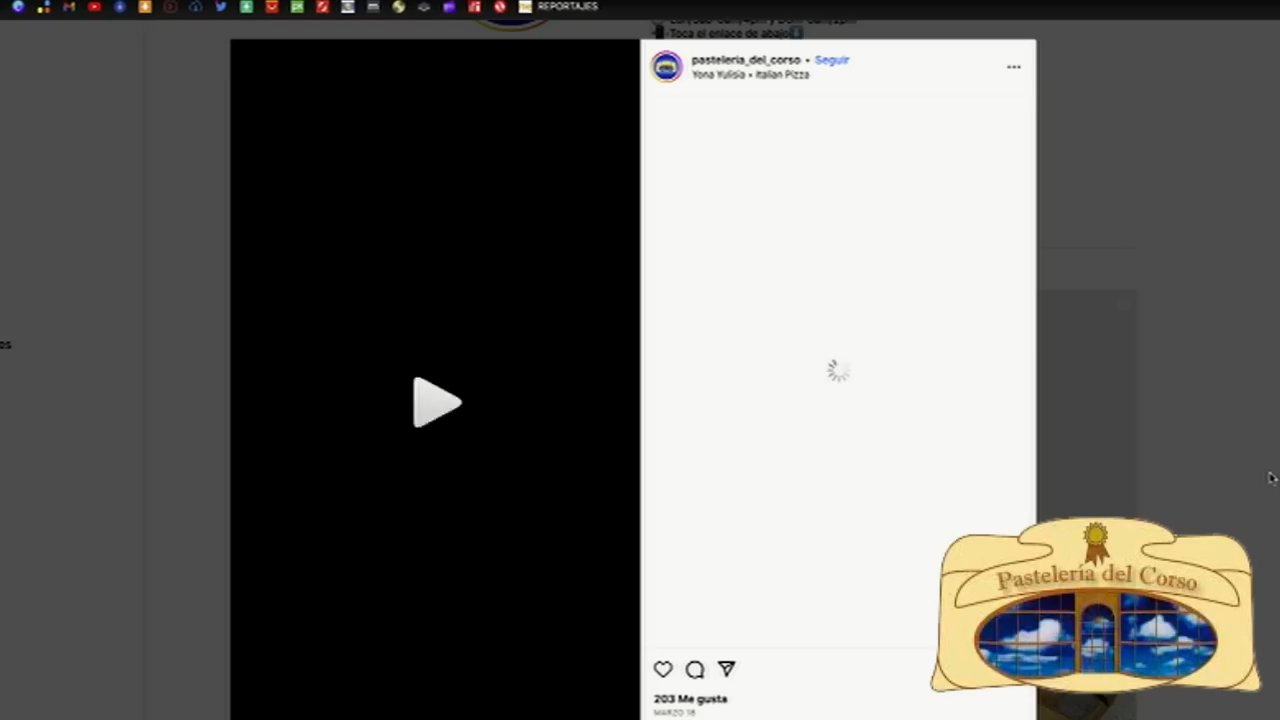 REPORTAJES
Toca el enlace de abajo
pasteleria_del_corso • Seguir
Yona Yulisia • Italian Pizza
es
Pastelería del Corso
203 Me gusta
MARZO 18